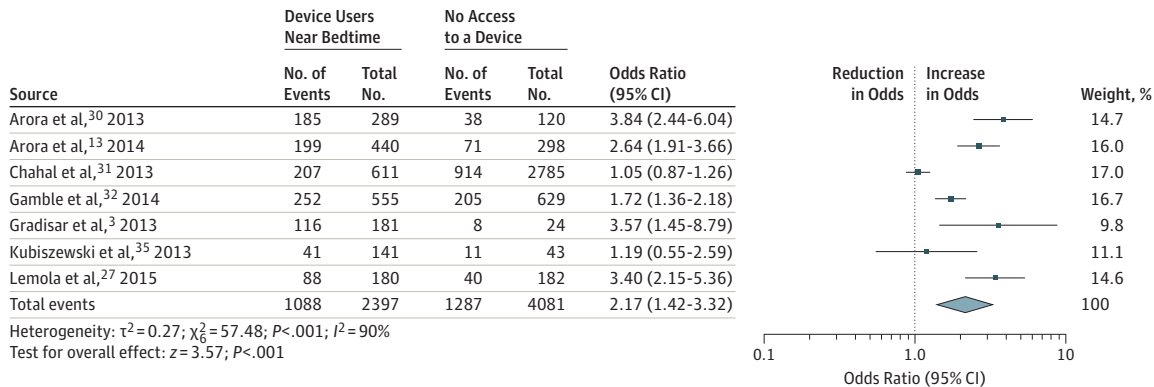 Device Users Near Bedtime No Access to a Device
Source No. of Events Total No. No. of Events Total No. Odds Ratio (95% CI) Reduction in Odds Increase in Odds Weight, %
Arora et al,30 2013 185 289 38 120 3.84 (2.44-6.04) 14.7
Arora et al,13 2014 199 440 71 298 2.64 (1.91-3.66) 16.0
Chahal et al,31 2013 207 611 914 2785 1.05 (0.87-1.26) 17.0
Gamble et al,32 2014 252 555 205 629 1.72 (1.36-2.18) 16.7
Gradisar et al,3 2013 116 181 8 24 3.57 (1.45-8.79) 9.8
Kubiszewski et al,35 2013 41 141 11 43 1.19 (0.55-2.59) 11.1
Lemola et al,27 2015 88 180 40 182 3.40 (2.15-5.36) 14.6
Total events 1088 2397 1287 4081 2.17 (1.42-3.32) 100
Heterogeneity: τ2=0.27; χ26=57.48; P<.001; I2=90%
Test for overall effect: z=3.57; P<.001
0.1 1.0 10
Odds Ratio (95% CI)